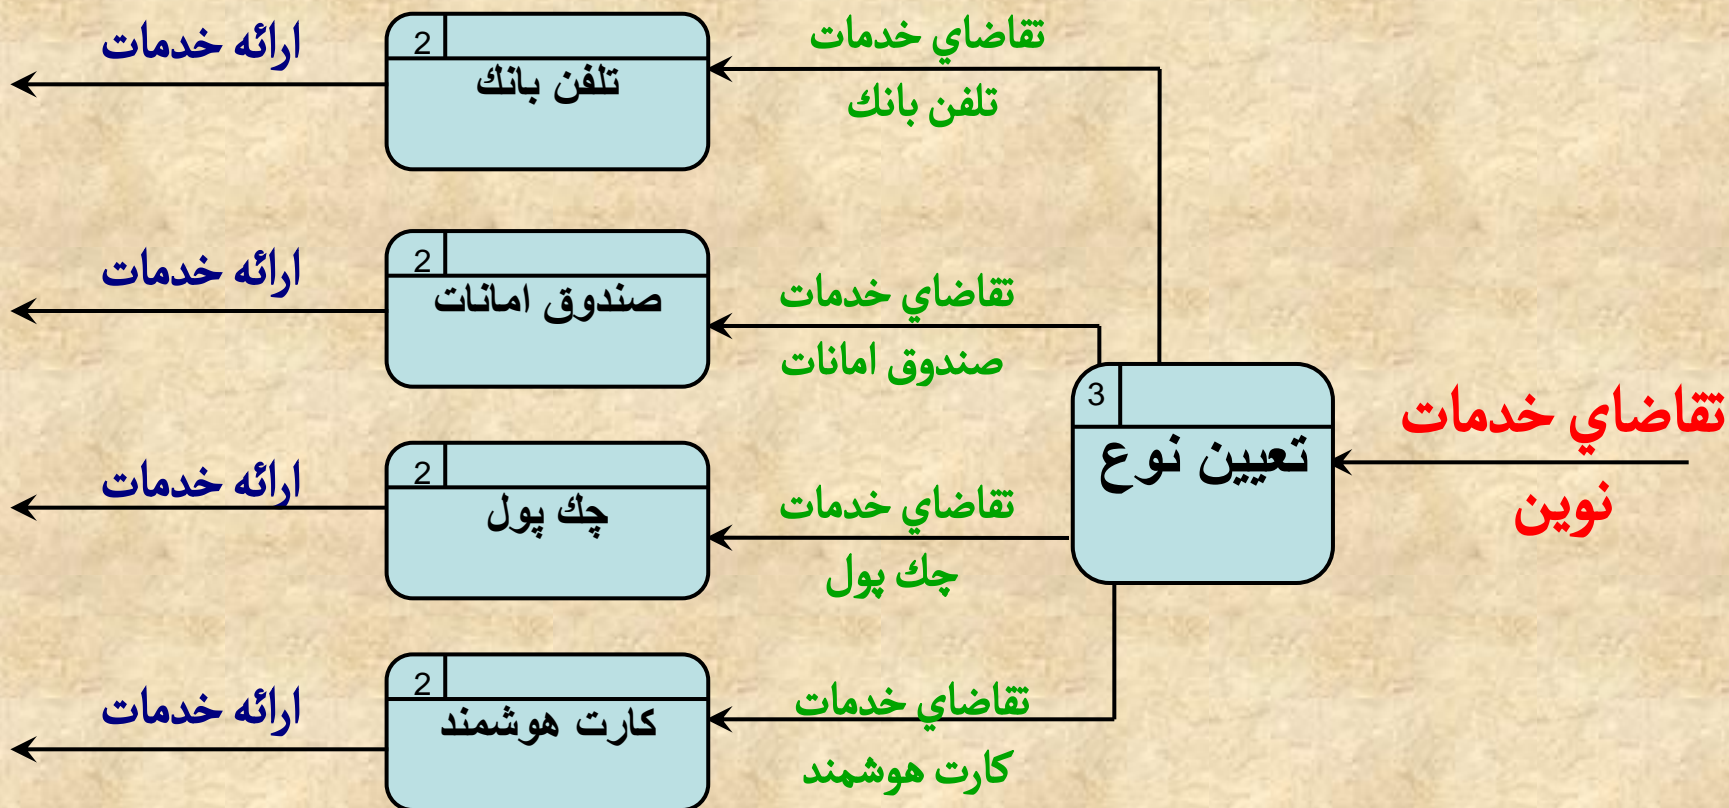 تقاضاي خدمات
نوين
3
تعيين نوع
تقاضاي خدمات
تلفن بانك
2
تلفن بانك
ارائه خدمات
تقاضاي خدمات
صندوق امانات
2
صندوق امانات
ارائه خدمات
تقاضاي خدمات
چك پول
2
چك پول
ارائه خدمات
تقاضاي خدمات
كارت هوشمند
2
كارت هوشمند
ارائه خدمات